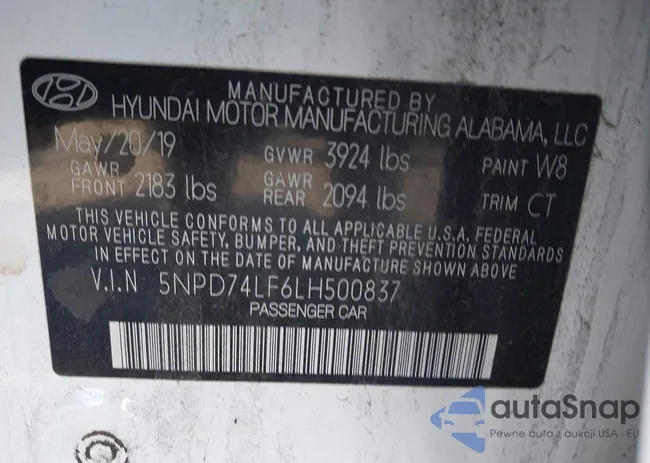 MANUFACTURED BY
HYUNDAI MOTOR MANUFACTURING ALABAMA, LLC
May/20/19 GVWR 3924 lbs PAINT W8
GAWR FRONT 2183 lbs GAWR REAR 2094 lbs TRIM CT
THIS VEHICLE CONFORMS TO ALL APPLICABLE U.S.A. FEDERAL
MOTOR VEHICLE SAFETY, BUMPER, AND THEFT PREVENTION STANDARDS
IN EFFECT ON THE DATE OF MANUFACTURE SHOWN ABOVE
V.I.N 5NPD74LF6LH500837
PASSENGER CAR
autaSnap
Pewne auta z aukcji USA - EU